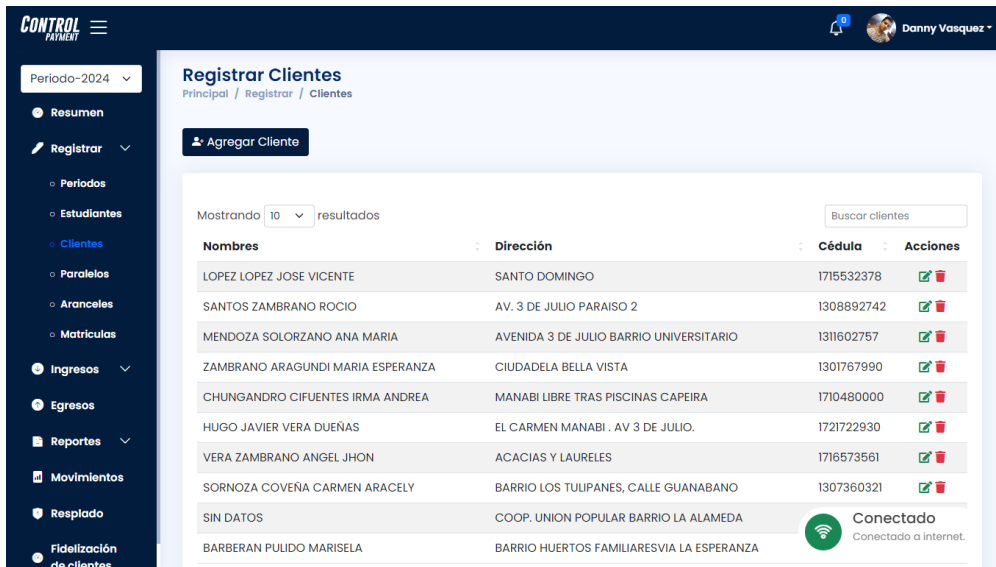 CONTROL
PAYMENT
0
Danny Vasquez
Periodo-2024
Resumen
Registrar
Periodos
Estudiantes
Clientes
Paralelos
Aranceles
Matriculas
Ingresos
Egresos
Reportes
Movimientos
Resplado
Fidelización
de clientes
Registrar Clientes
Principal / Registrar / Clientes
Agregar Cliente
Mostrando 10 resultados
Buscar clientes
Nombres Dirección Cédula Acciones
LOPEZ LOPEZ JOSE VICENTE SANTO DOMINGO 1715532378
SANTOS ZAMBRANO ROCIO AV. 3 DE JULIO PARAISO 2 1308892742
MENDOZA SOLORZANO ANA MARIA AVENIDA 3 DE JULIO BARRIO UNIVERSITARIO 1311602757
ZAMBRANO ARAGUNDI MARIA ESPERANZA CIUDADELA BELLA VISTA 1301767990
CHUNGANDRO CIFUENTES IRMA ANDREA MANABI LIBRE TRAS PISCINAS CAPEIRA 1710480000
HUGO JAVIER VERA DUEÑAS EL CARMEN MANABI . AV 3 DE JULIO. 1721722930
VERA ZAMBRANO ANGEL JHON ACACIAS Y LAURELES 1716573561
SORNOZA COVEÑA CARMEN ARACELY BARRIO LOS TULIPANES, CALLE GUANABANO 1307360321
SIN DATOS COOP. UNION POPULAR BARRIO LA ALAMEDA
BARBERAN PULIDO MARISELA BARRIO HUERTOS FAMILIARESVIA LA ESPERANZA
Conectado
Conectado a internet.